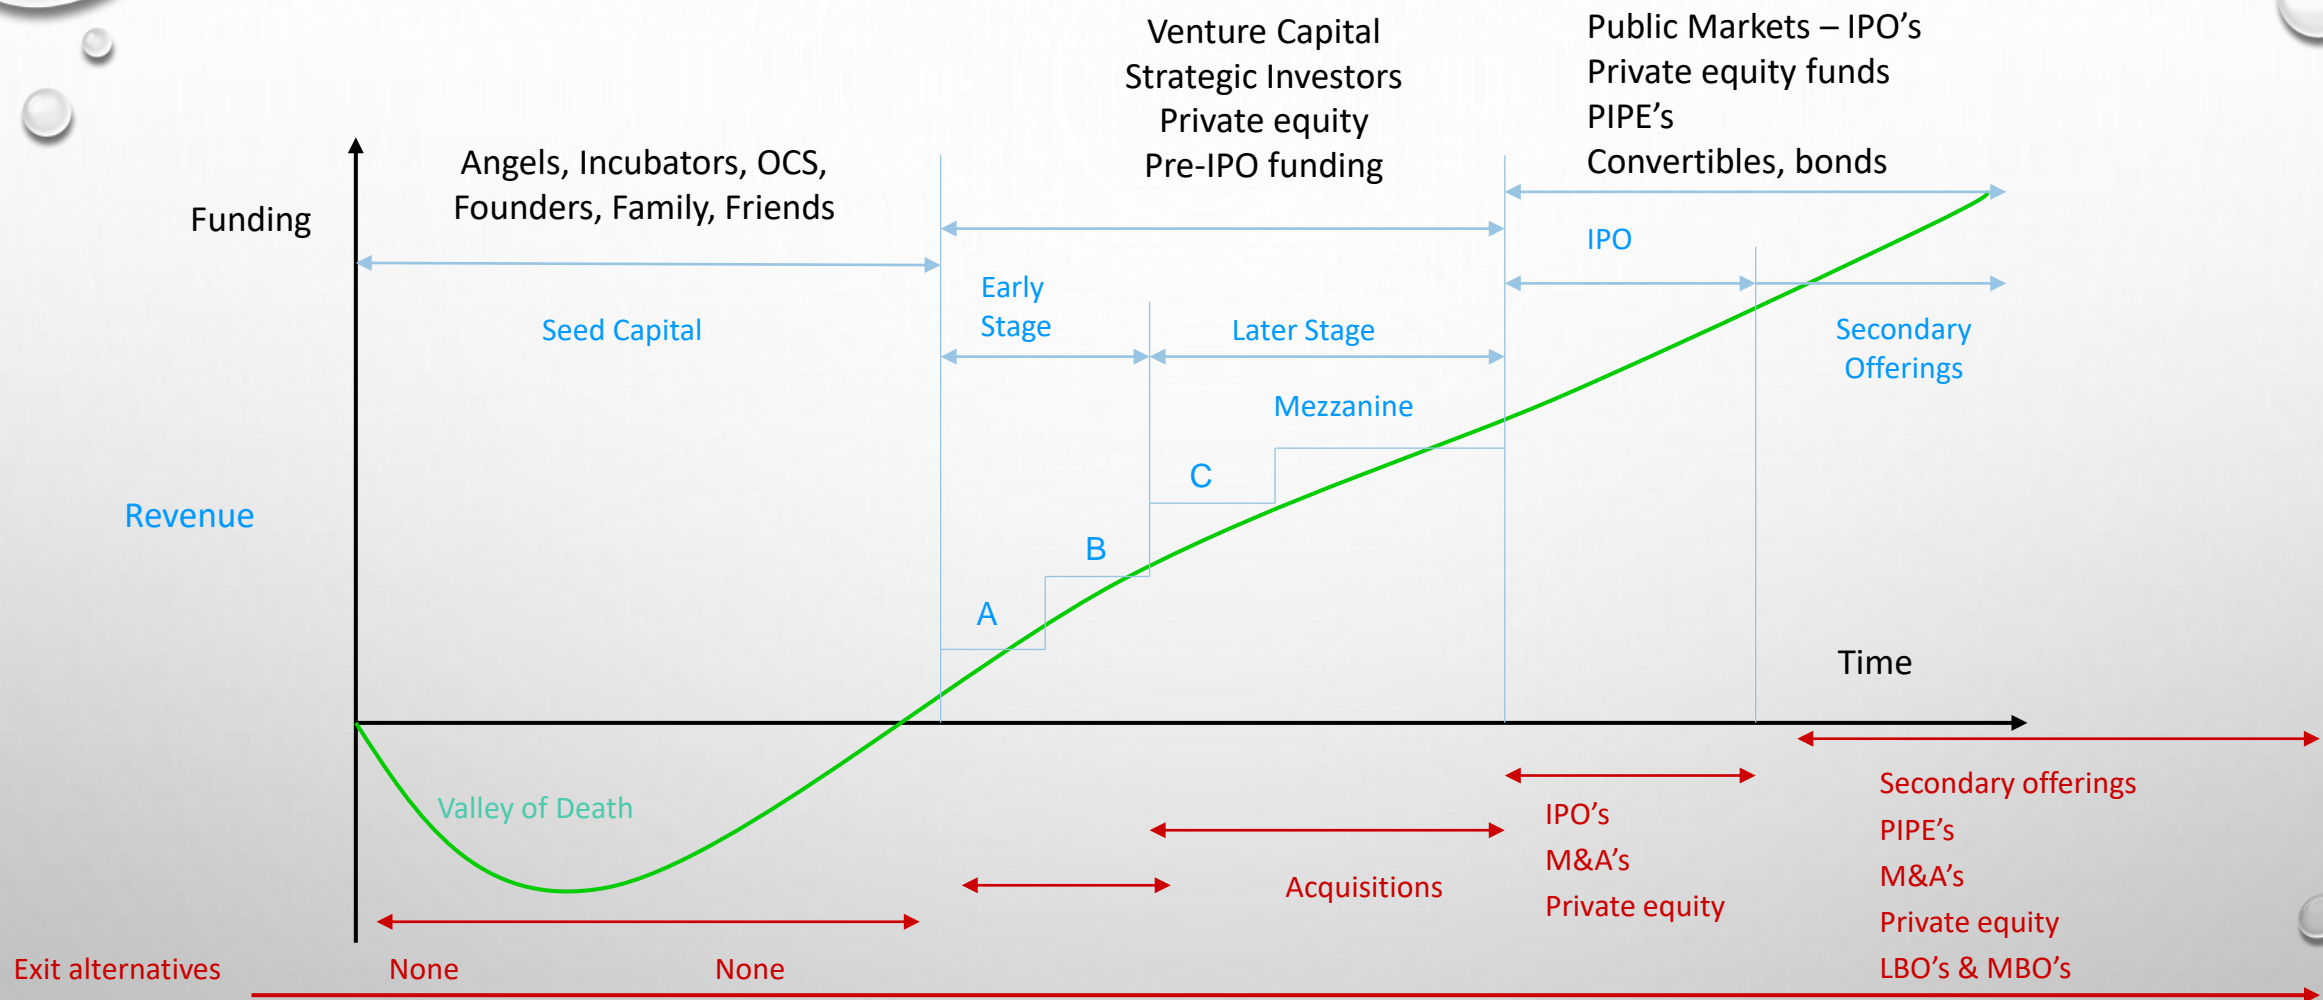 Venture Capital
Strategic Investors
Private equity
Pre-IPO funding
Public Markets – IPO’s
Private equity funds
PIPE’s
Convertibles, bonds
Angels, Incubators, OCS,
Founders, Family, Friends
Funding
IPO
Early
Stage
Seed Capital
Later Stage
Secondary
Offerings
Mezzanine
C
Revenue
B
A
Time
Valley of Death
Secondary offerings
PIPE’s
M&A’s
Private equity
LBO’s & MBO’s
IPO’s
M&A’s
Private equity
Acquisitions
Exit alternatives
None
None